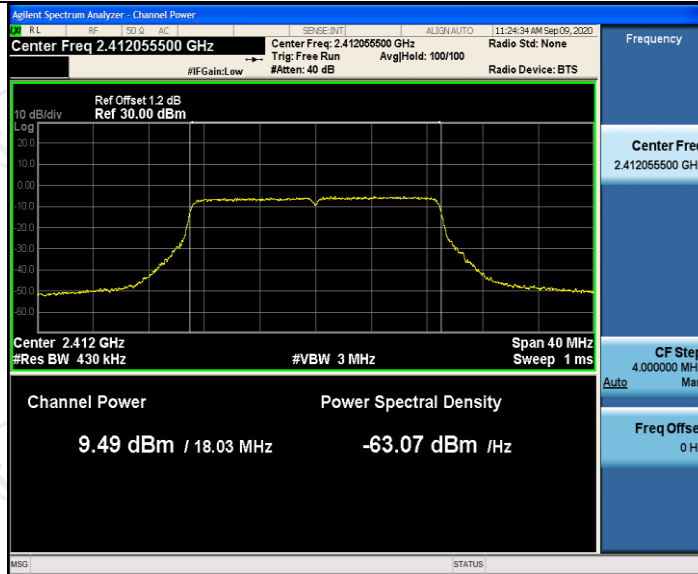 Agilent Spectrum Analyzer - Channel Power
RL RF 50 Ω AC SENSE:INT ALIGN AUTO 11:24:34 AM Sep 09, 2020
Center Freq 2.412055500 GHz
Center Freq: 2.412055500 GHz Radio Std: None
Trig: Free Run Avg|Hold: 100/100
#IFGain:Low #Atten: 40 dB Radio Device: BTS
Ref Offset 1.2 dB
10 dB/div Ref 30.00 dBm
Log
20.0
10.0
0.00
-10.0
-20.0
-30.0
-40.0
-50.0
-60.0
Center 2.412 GHz Span 40 MHz
#Res BW 430 kHz #VBW 3 MHz Sweep 1 ms
Channel Power Power Spectral Density
9.49 dBm / 18.03 MHz -63.07 dBm /Hz
MSG STATUS
Frequency
Center Fre
2.412055500 GH
CF Step
4.000000 MH
Auto Ma
Freq Offse
0 H